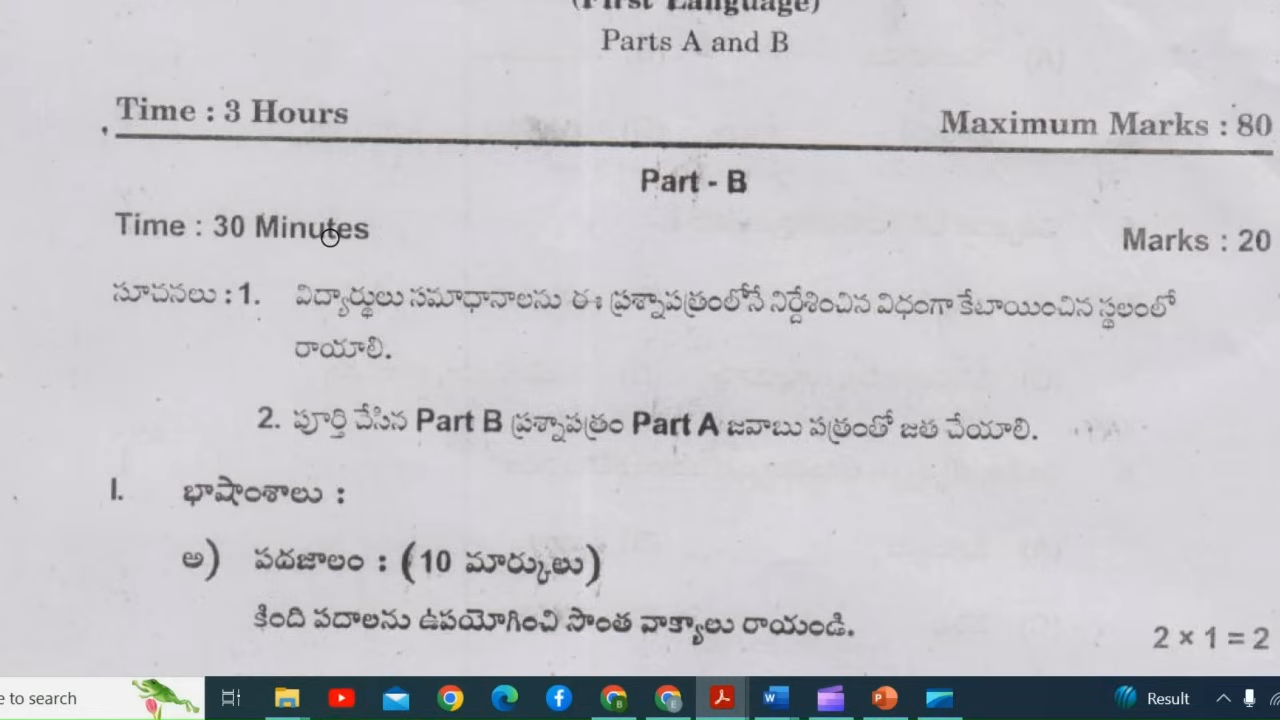 (First Language)
Parts A and B
Time : 3 Hours
Maximum Marks : 80
Part - B
Time : 30 Minutes
Marks : 20
సూచనలు : 1. విద్యార్థులు సమాధానాలను ఈ ప్రశ్నాపత్రంలోనే నిర్దేశించిన విధంగా కేటాయించిన స్థలంలో
రాయాలి.
2. పూర్తి చేసిన Part B ప్రశ్నాపత్రం Part A జవాబు పత్రంతో జత చేయాలి.
I. భాషాంశాలు :
అ) పదజాలం : (10 మార్కులు)
కింది పదాలను ఉపయోగించి సొంత వాక్యాలు రాయండి.
2 × 1 = 2
e to search
Result